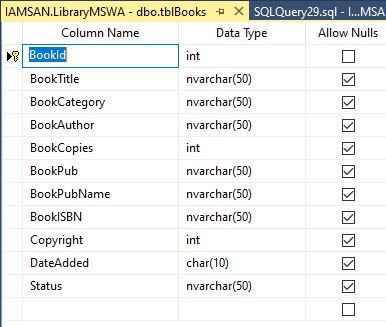 IAMSAN.LibraryMSWA - dbo.tblBooks SQLQuery29.sql - I...MSA
Column Name Data Type Allow Nulls
BookId int
BookTitle nvarchar(50)
BookCategory nvarchar(50)
BookAuthor nvarchar(50)
BookCopies int
BookPub nvarchar(50)
BookPubName nvarchar(50)
BookISBN nvarchar(50)
Copyright int
DateAdded char(10)
Status nvarchar(50)